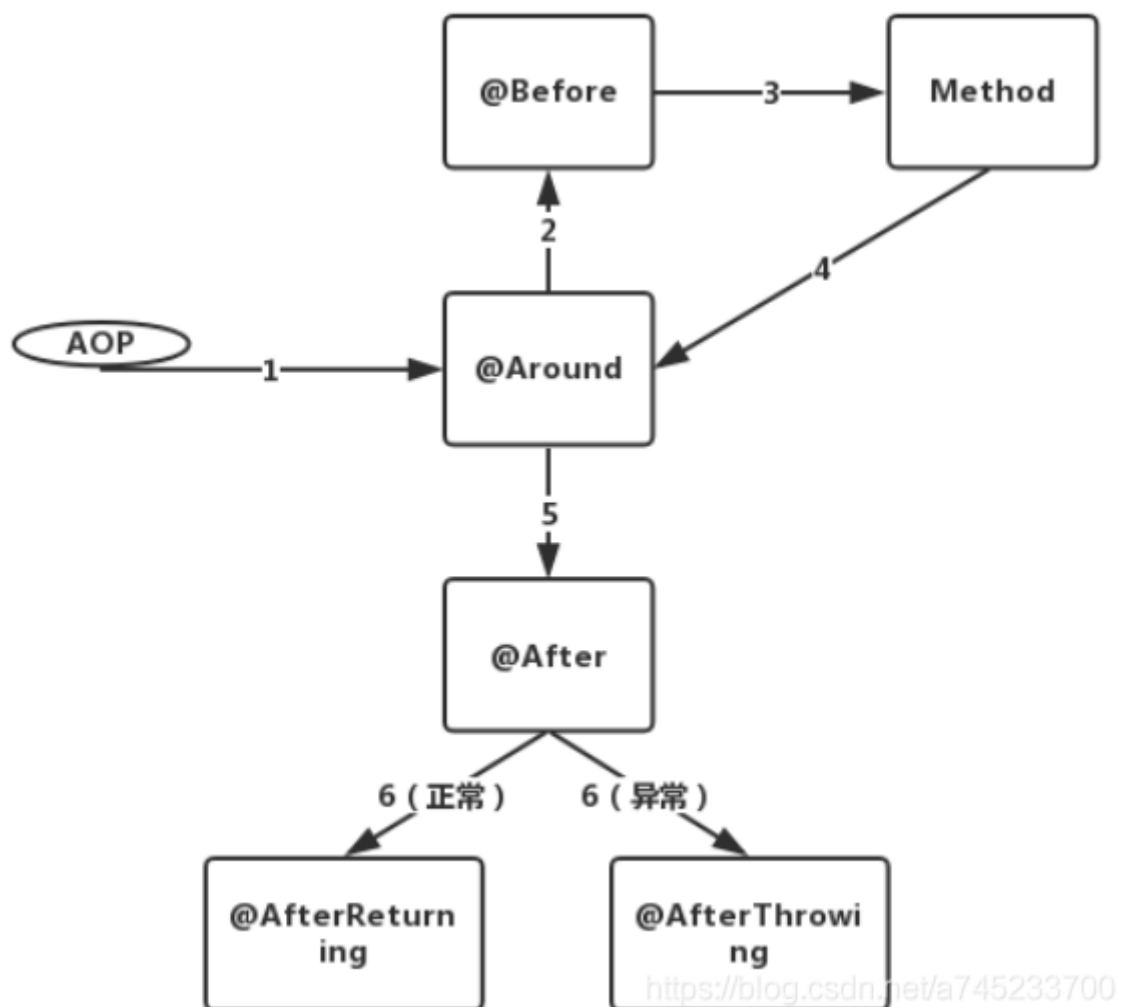 @Before
3
Method
2
4
AOP
1
@Around
5
@After
6（正常）
6（异常）
@AfterReturn
ing
@AfterThrowi
ng
https://blog.csdn.net/a745233700